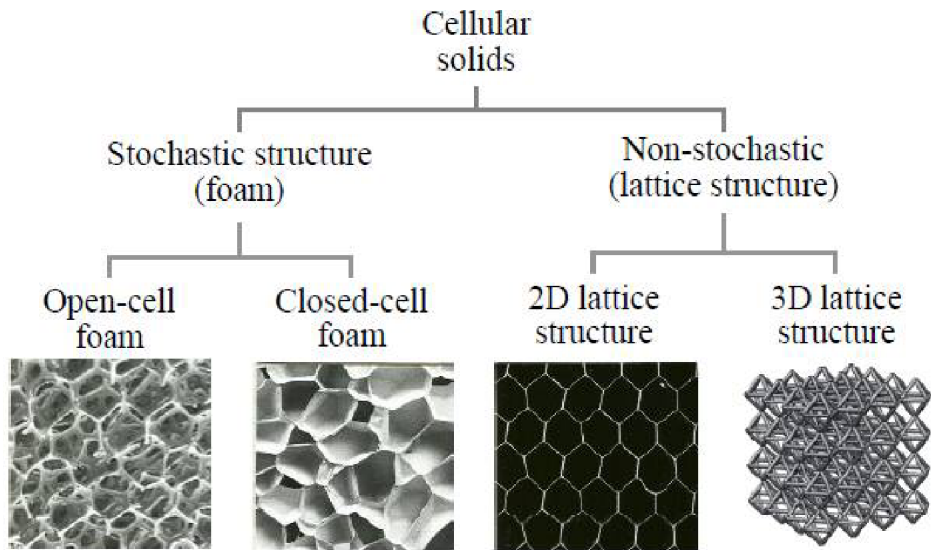 Cellular
solids
Stochastic structure
(foam)
Non-stochastic
(lattice structure)
Open-cell
foam
Closed-cell
foam
2D lattice
structure
3D lattice
structure